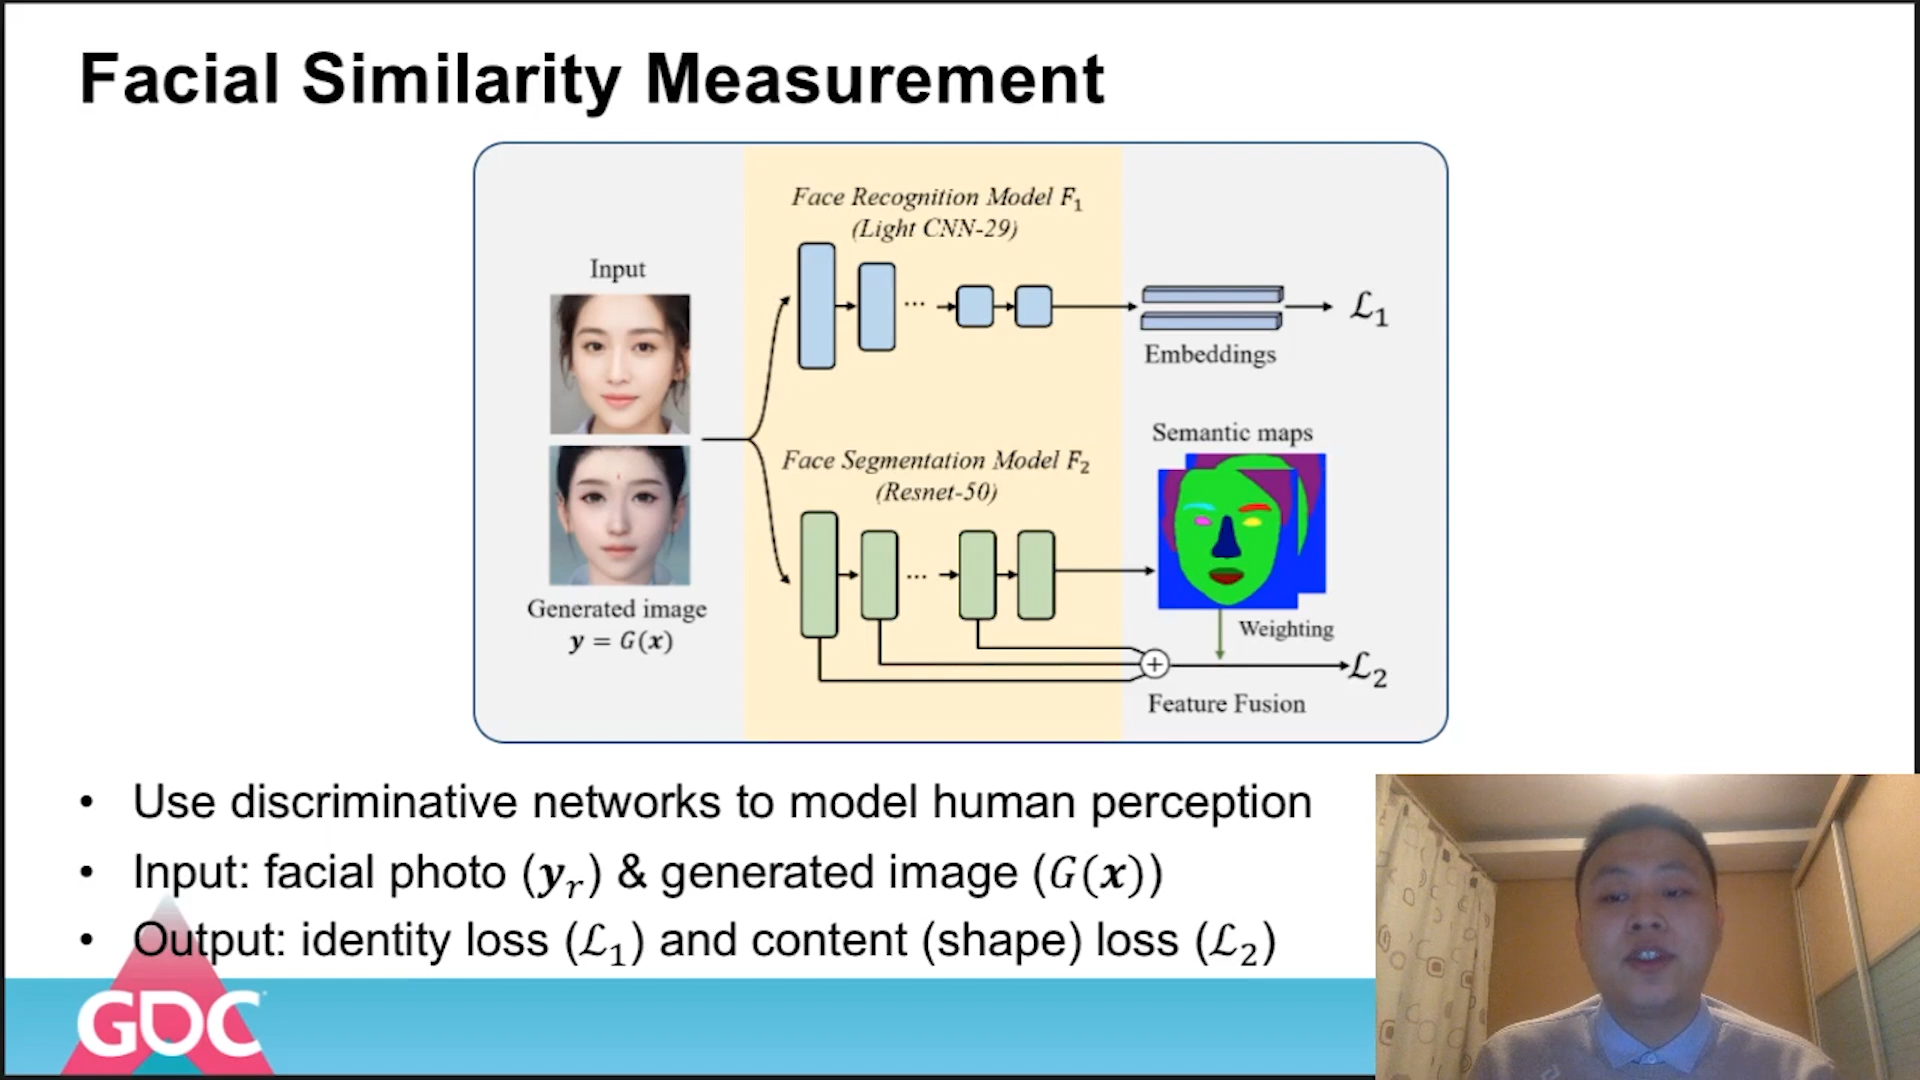 Facial Similarity Measurement
Face Recognition Model F₁
(Light CNN-29)
Input
...
ℒ₁
Embeddings
Semantic maps
Face Segmentation Model F₂
(Resnet-50)
...
Generated image
y = G(x)
Weighting
+
ℒ₂
Feature Fusion
• Use discriminative networks to model human perception
• Input: facial photo (yᵣ) & generated image (G(x))
• Output: identity loss (ℒ₁) and content (shape) loss (ℒ₂)
GDC